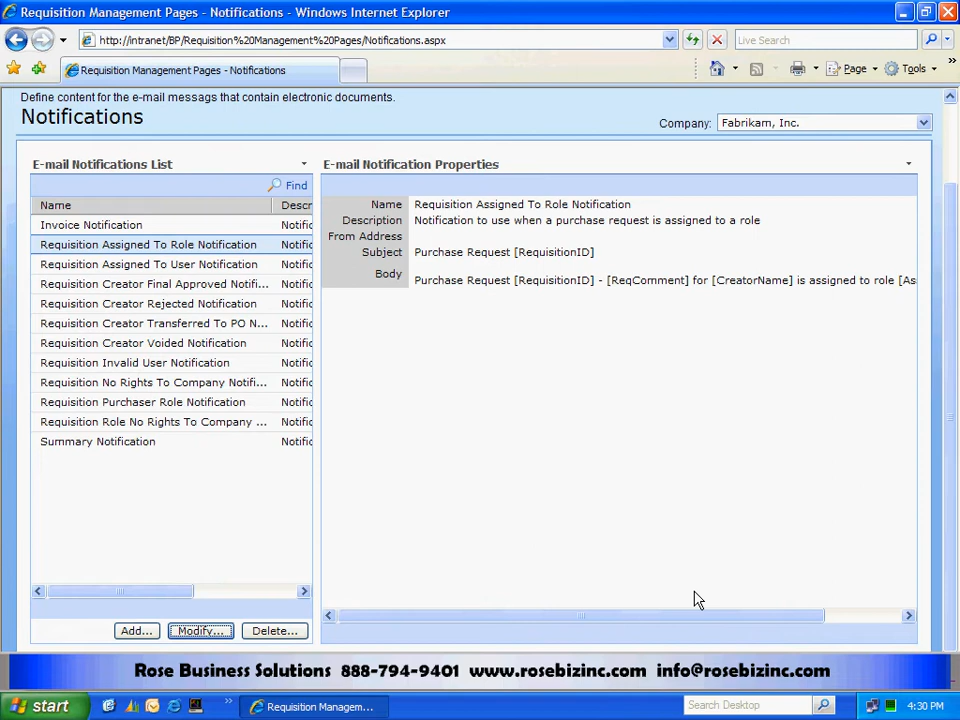 Requisition Management Pages - Notifications - Windows Internet Explorer
http://intranet/BP/Requisition%20Management%20Pages/Notifications.aspx
Live Search
Requisition Management Pages - Notifications
Page
Tools
Define content for the e-mail messags that contain electronic documents.
Notifications
Company:
Fabrikam, Inc.
E-mail Notifications List
Find
Name
Descr
Invoice Notification
Notific
Requisition Assigned To Role Notification
Notific
Requisition Assigned To User Notification
Notific
Requisition Creator Final Approved Notifi...
Notific
Requisition Creator Rejected Notification
Notific
Requisition Creator Transferred To PO N...
Notific
Requisition Creator Voided Notification
Notific
Requisition Invalid User Notification
Notific
Requisition No Rights To Company Notifi...
Notific
Requisition Purchaser Role Notification
Notific
Requisition Role No Rights To Company ...
Notific
Summary Notification
Notific
Add...
Modify...
Delete...
E-mail Notification Properties
Name
Requisition Assigned To Role Notification
Description
Notification to use when a purchase request is assigned to a role
From Address
Subject
Purchase Request [RequisitionID]
Body
Purchase Request [RequisitionID] - [ReqComment] for [CreatorName] is assigned to role [As
Rose Business Solutions 888-794-9401 www.rosebizinc.com info@rosebizinc.com
start
Requisition Managem...
Search Desktop
4:30 PM